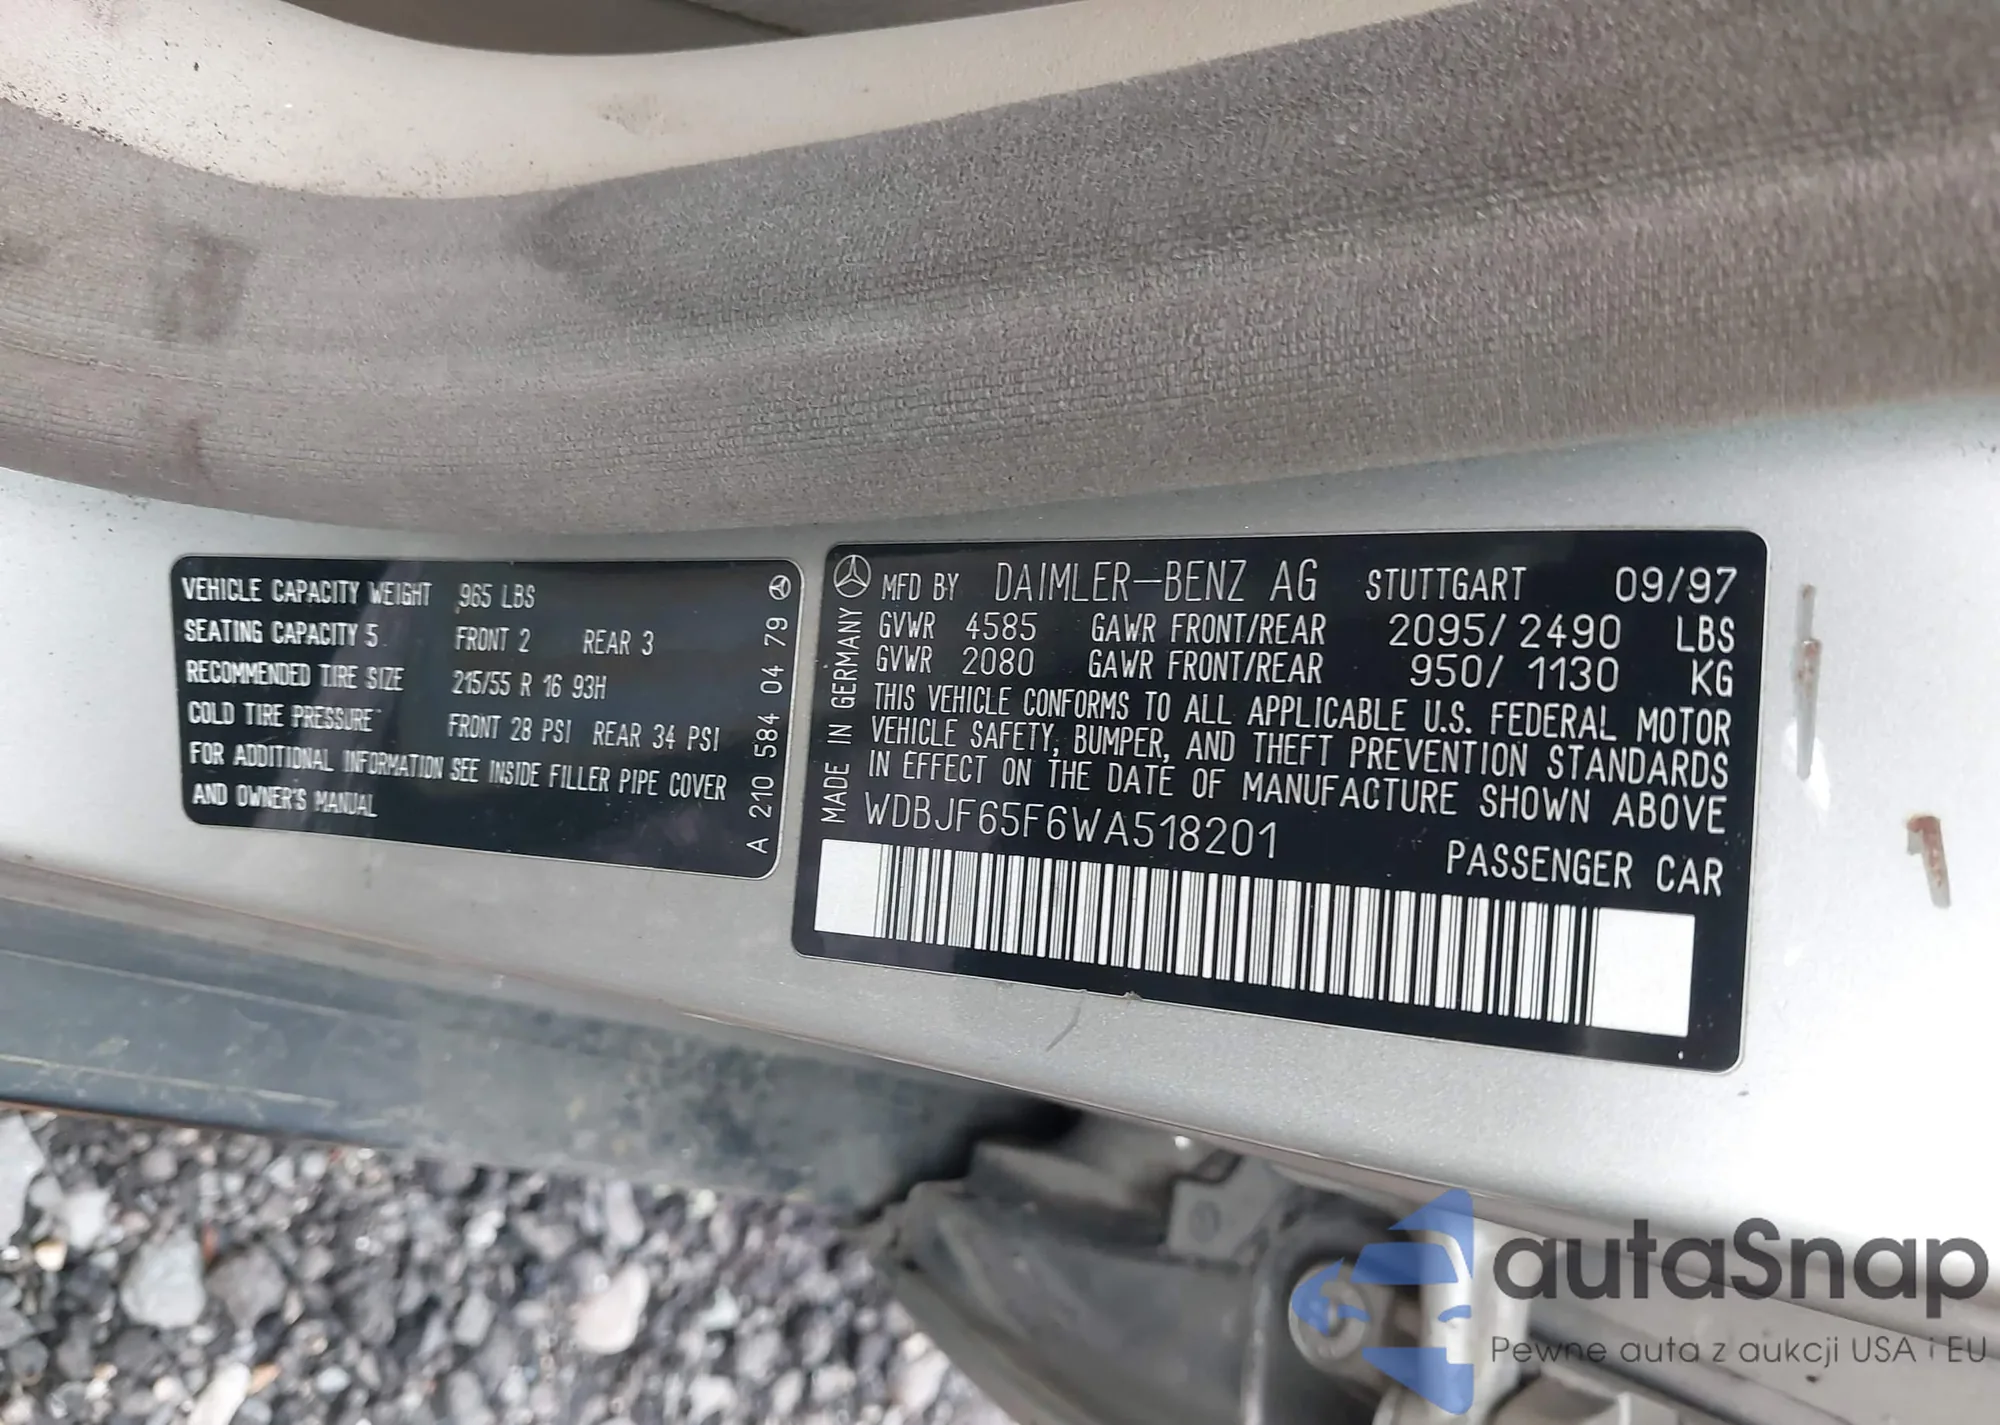 VEHICLE CAPACITY WEIGHT 965 LBS
SEATING CAPACITY 5 FRONT 2 REAR 3
RECOMMENDED TIRE SIZE 215/55 R 16 93H
COLD TIRE PRESSURE FRONT 28 PSI REAR 34 PSI
FOR ADDITIONAL INFORMATION SEE INSIDE FILLER PIPE COVER
AND OWNER'S MANUAL
A 210 584 04 79
MADE IN GERMANY
MFD BY DAIMLER-BENZ AG STUTTGART 09/97
GVWR 4585 GAWR FRONT/REAR 2095/ 2490 LBS
GVWR 2080 GAWR FRONT/REAR 950/ 1130 KG
THIS VEHICLE CONFORMS TO ALL APPLICABLE U.S. FEDERAL MOTOR
VEHICLE SAFETY, BUMPER, AND THEFT PREVENTION STANDARDS
IN EFFECT ON THE DATE OF MANUFACTURE SHOWN ABOVE
WDBJF65F6WA518201
PASSENGER CAR
autaSnap
Pewne auta z aukcji USA i EU